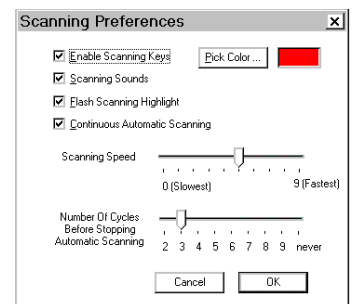 Scanning Preferences
Enable Scanning Keys Pick Color ...
Scanning Sounds
Flash Scanning Highlight
Continuous Automatic Scanning
Scanning Speed
0 (Slowest) 9 (Fastest)
Number Of Cycles
Before Stopping
Automatic Scanning
2 3 4 5 6 7 8 9 never
Cancel OK